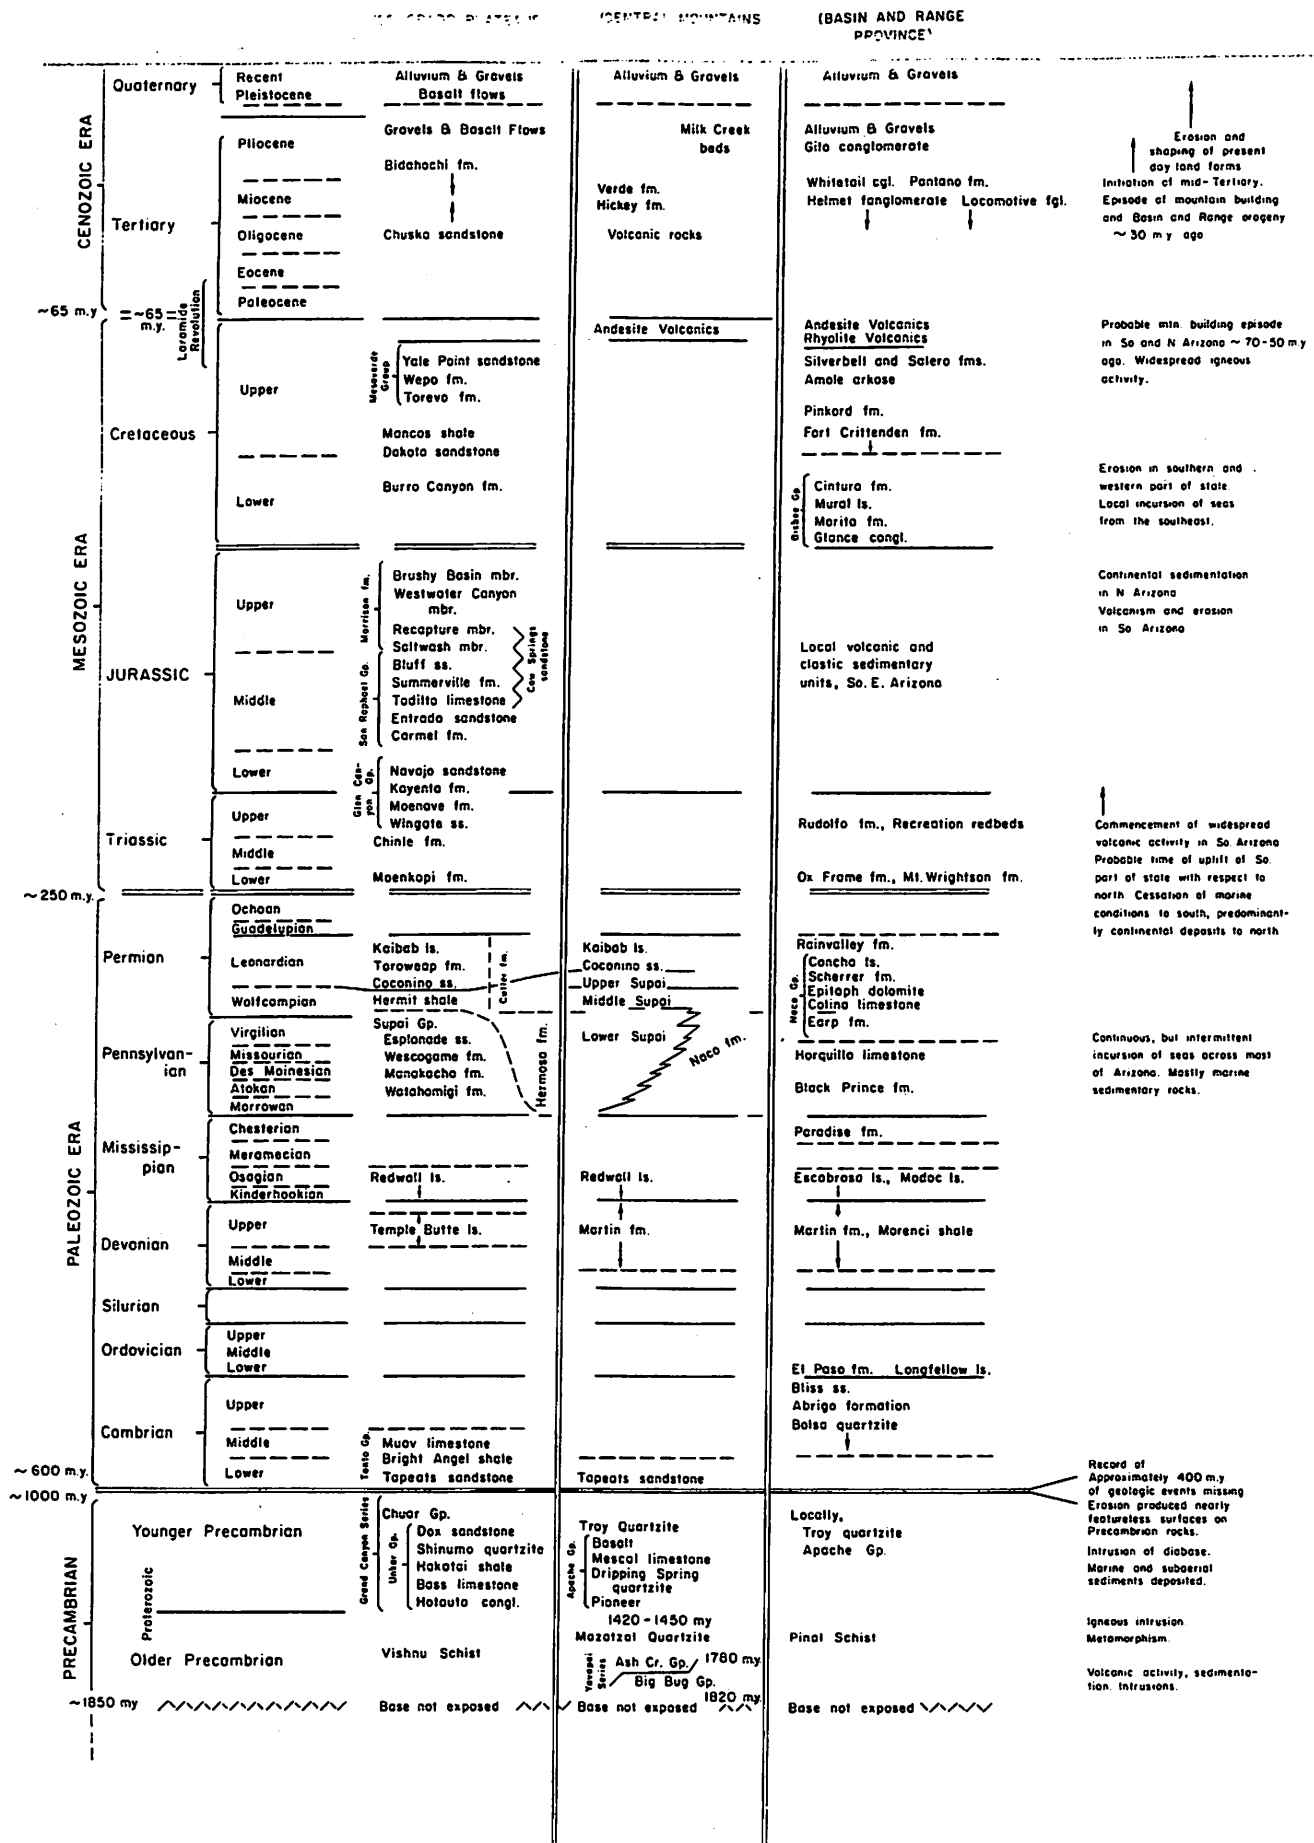 (CENTRAL MOUNTAINS
(BASIN AND RANGE
PROVINCE)
CENOZOIC ERA
Quaternary
Recent
Pleistocene
Alluvium & Gravels
Basalt flows
Alluvium & Gravels
Alluvium & Gravels
Tertiary
Pliocene
Miocene
Oligocene
Eocene
Paleocene
Gravels & Basalt Flows
Bidahochi fm.
Chuska sandstone
Milk Creek
beds
Verde fm.
Hickey fm.
Volcanic rocks
Alluvium & Gravels
Gila conglomerate
Whitetail cgl. Pantano fm.
Helmet fanglomerate Locomotive fgl.
Erosion and
shaping of present
day land forms
Initiation of mid-Tertiary.
Episode of mountain building
and Basin and Range orogeny
~ 30 m y ago
~65 m.y
~65
m.y.
Laramide
Revolution
MESOZOIC ERA
Cretaceous
Upper
Lower
Mesaverde
Group
Yale Point sandstone
Wepo fm.
Torevo fm.
Mancos shale
Dakota sandstone
Burro Canyon fm.
Andesite Volcanics
Andesite Volcanics
Rhyolite Volcanics
Silverbell and Salero fms.
Amole arkose
Pinkard fm.
Fort Crittenden fm.
Bisbee Gp.
Cintura fm.
Mural ls.
Morita fm.
Glance congl.
Probable mtn. building episode
in So and N Arizona ~ 70-50 m.y
ago. Widespread igneous
activity.
Erosion in southern and
western part of state.
Local incursion of seas
from the southeast.
JURASSIC
Upper
Middle
Lower
Morrison fm.
Brushy Basin mbr.
Westwater Canyon
mbr.
Recapture mbr.
Saltwash mbr.
San Raphael Gp.
Bluff ss.
Summerville fm.
Todilto limestone
Entrada sandstone
Carmel fm.
Cow Springs
sandstone
Glen Can-
yon Gp.
Navajo sandstone
Kayenta fm.
Moenave fm.
Wingate ss.
Local volcanic and
clastic sedimentary
units, So. E. Arizona
Continental sedimentation
in N Arizona
Volcanism and erosion
in So Arizona
Triassic
Upper
Middle
Lower
Chinle fm.
Moenkopi fm.
Rudolfo fm., Recreation redbeds
Ox Frame fm., Mt. Wrightson fm.
Commencement of widespread
volcanic activity in So. Arizona
Probable time of uplift of So.
part of state with respect to
north Cessation of marine
conditions to south, predominant-
ly continental deposits to north
~250 m.y.
PALEOZOIC ERA
Permian
Ochoan
Guadelupian
Leonardian
Wolfcampian
Kaibab ls.
Toroweap fm.
Coconino ss.
Hermit shale
Cutler fm.
Kaibab ls.
Coconino ss.
Upper Supai
Middle Supai
Rainvalley fm.
Naco Gp.
Concha ls.
Scherrer fm.
Epitaph dolomite
Colina limestone
Earp fm.
Pennsylvan-
ian
Virgilian
Missourian
Des Moinesian
Atokan
Morrowan
Supai Gp.
Esplanade ss.
Wescogame fm.
Manakacha fm.
Watahomigi fm.
Hermosa fm.
Lower Supai
Naco fm.
Horquilla limestone
Black Prince fm.
Continuous, but intermittent
incursion of seas across most
of Arizona. Mostly marine
sedimentary rocks.
Mississip-
pian
Chesterian
Meramecian
Osagian
Kinderhookian
Redwall ls.
Redwall ls.
Paradise fm.
Escabrosa ls., Modoc ls.
Devonian
Upper
Middle
Lower
Temple Butte ls.
Martin fm.
Martin fm., Morenci shale
Silurian
Ordovician
Upper
Middle
Lower
El Paso fm. Longfellow ls.
Cambrian
Upper
Middle
Lower
Tonto Gp.
Muav limestone
Bright Angel shale
Tapeats sandstone
Tapeats sandstone
Bliss ss.
Abrigo formation
Bolsa quartzite
~600 m.y.
~1000 m.y
Record of
Approximately 400 m.y
of geologic events missing
Erosion produced nearly
featureless surfaces on
Precambrian rocks.
PRECAMBRIAN
Proterozoic
Younger Precambrian
Grand Canyon Series
Chuar Gp.
Unkar Gp.
Dox sandstone
Shinumo quartzite
Hakatai shale
Bass limestone
Hotauta congl.
Troy Quartzite
Apache Gp.
Basalt
Mescal limestone
Dripping Spring
quartzite
Pioneer
1420-1450 my
Locally,
Troy quartzite
Apache Gp.
Intrusion of diabase.
Marine and subaerial
sediments deposited.
Older Precambrian
Vishnu Schist
Mazatzal Quartzite
Yavapai
Series
Ash Cr. Gp.
1780 my.
Big Bug Gp.
1820 my.
Pinal Schist
Igneous intrusion
Metamorphism.
Volcanic activity, sedimenta-
tion. Intrusions.
~1850 my
Base not exposed
Base not exposed
Base not exposed